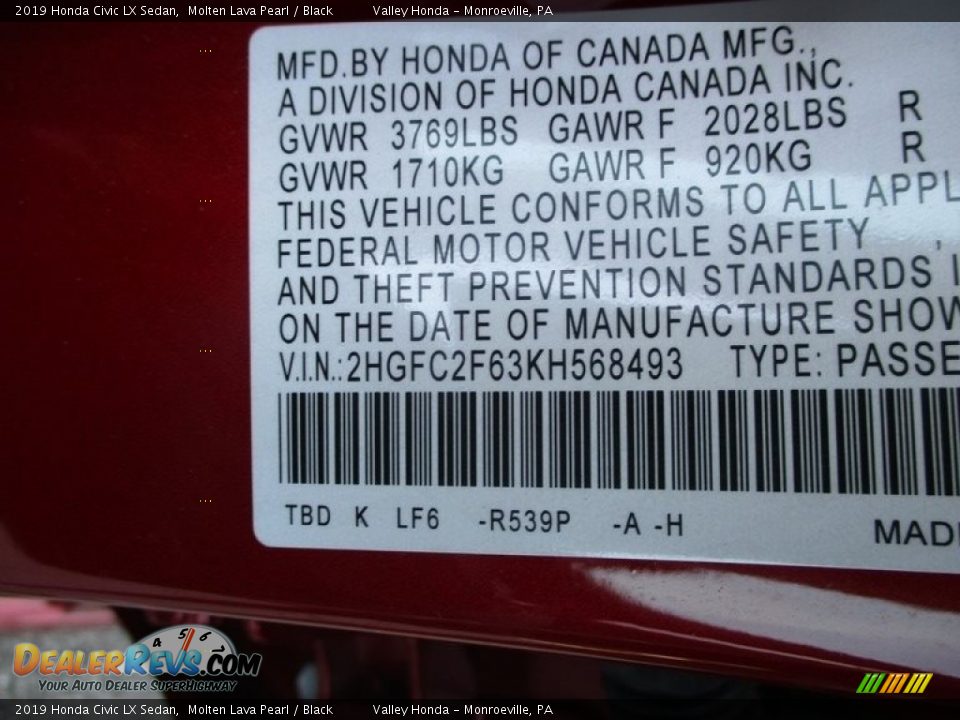 2019 Honda Civic LX Sedan, Molten Lava Pearl / Black Valley Honda - Monroeville, PA
MFD.BY HONDA OF CANADA MFG.,
A DIVISION OF HONDA CANADA INC.
GVWR 3769LBS GAWR F 2028LBS R
GVWR 1710KG GAWR F 920KG R
THIS VEHICLE CONFORMS TO ALL APPL
FEDERAL MOTOR VEHICLE SAFETY ,
AND THEFT PREVENTION STANDARDS I
ON THE DATE OF MANUFACTURE SHOW
V.I.N.:2HGFC2F63KH568493 TYPE: PASSE
TBD K LF6 -R539P -A -H
MADE
4 5 6
DEALERREVS.COM
YOUR AUTO DEALER SUPERHIGHWAY
2019 Honda Civic LX Sedan, Molten Lava Pearl / Black Valley Honda - Monroeville, PA